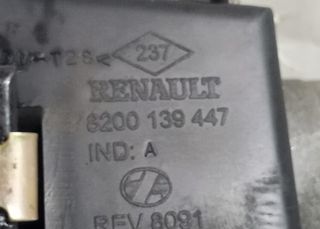 237
RENAULT
8200 139 447
IND: A
REV 8091